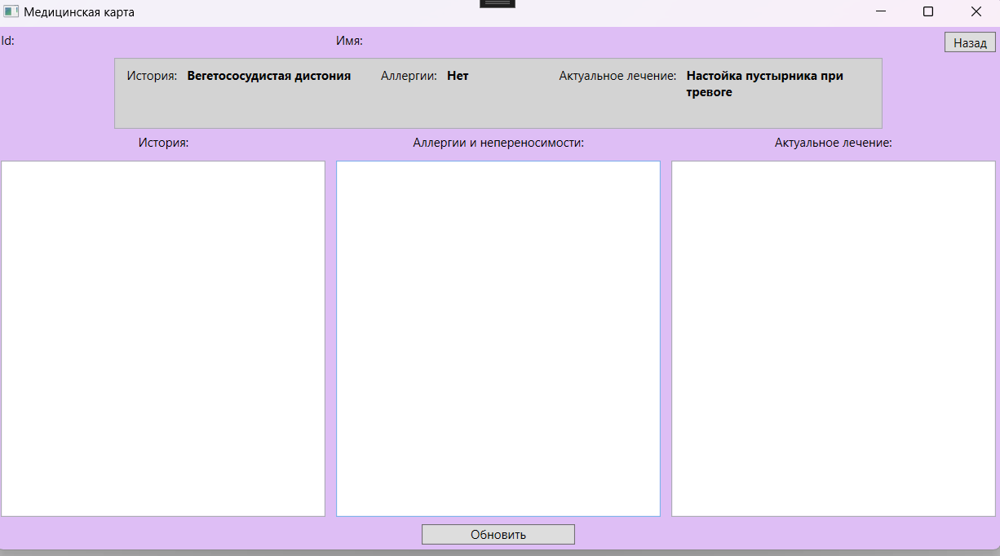 Медицинская карта
Id: Имя: Назад
История: Вегетососудистая дистония Аллергии: Нет Актуальное лечение: Настойка пустырника при
тревоге
История: Аллергии и непереносимости: Актуальное лечение:
Обновить